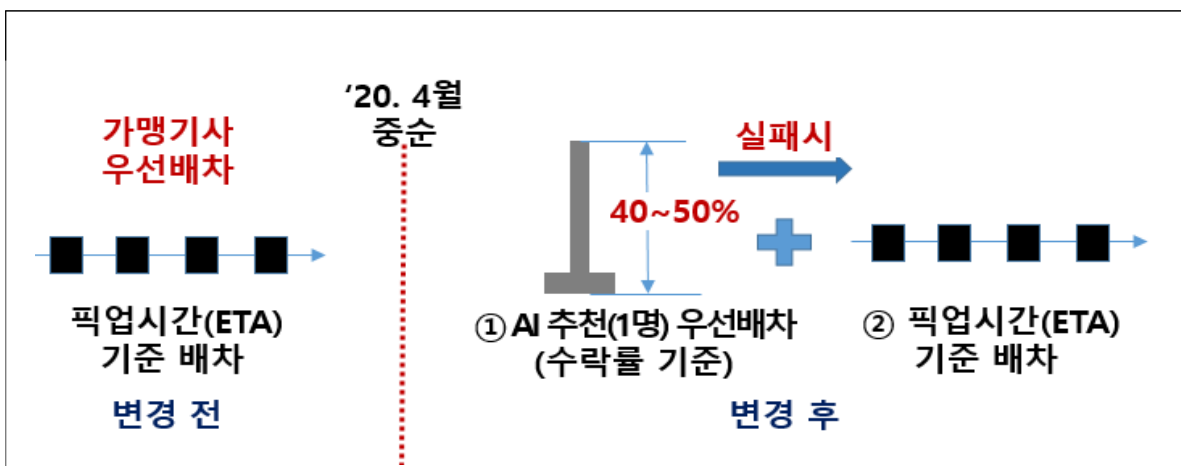 가맹기사
우선배차
픽업시간(ETA)
기준 배차
변경 전
‘20. 4월
중순
40~50%
실패시
① AI 추천(1명) 우선배차
(수락률 기준)
② 픽업시간(ETA)
기준 배차
변경 후